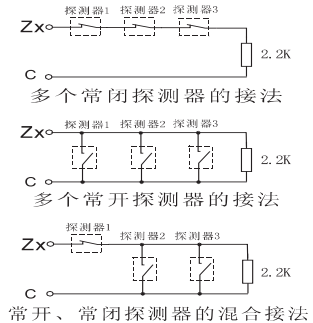 探测器1 探测器2 探测器3
Zx
2.2K
C
多个常闭探测器的接法
探测器1 探测器2 探测器3
Zx
2.2K
C
多个常开探测器的接法
探测器1
Zx
探测器2 探测器3
2.2K
C
常开、常闭探测器的混合接法